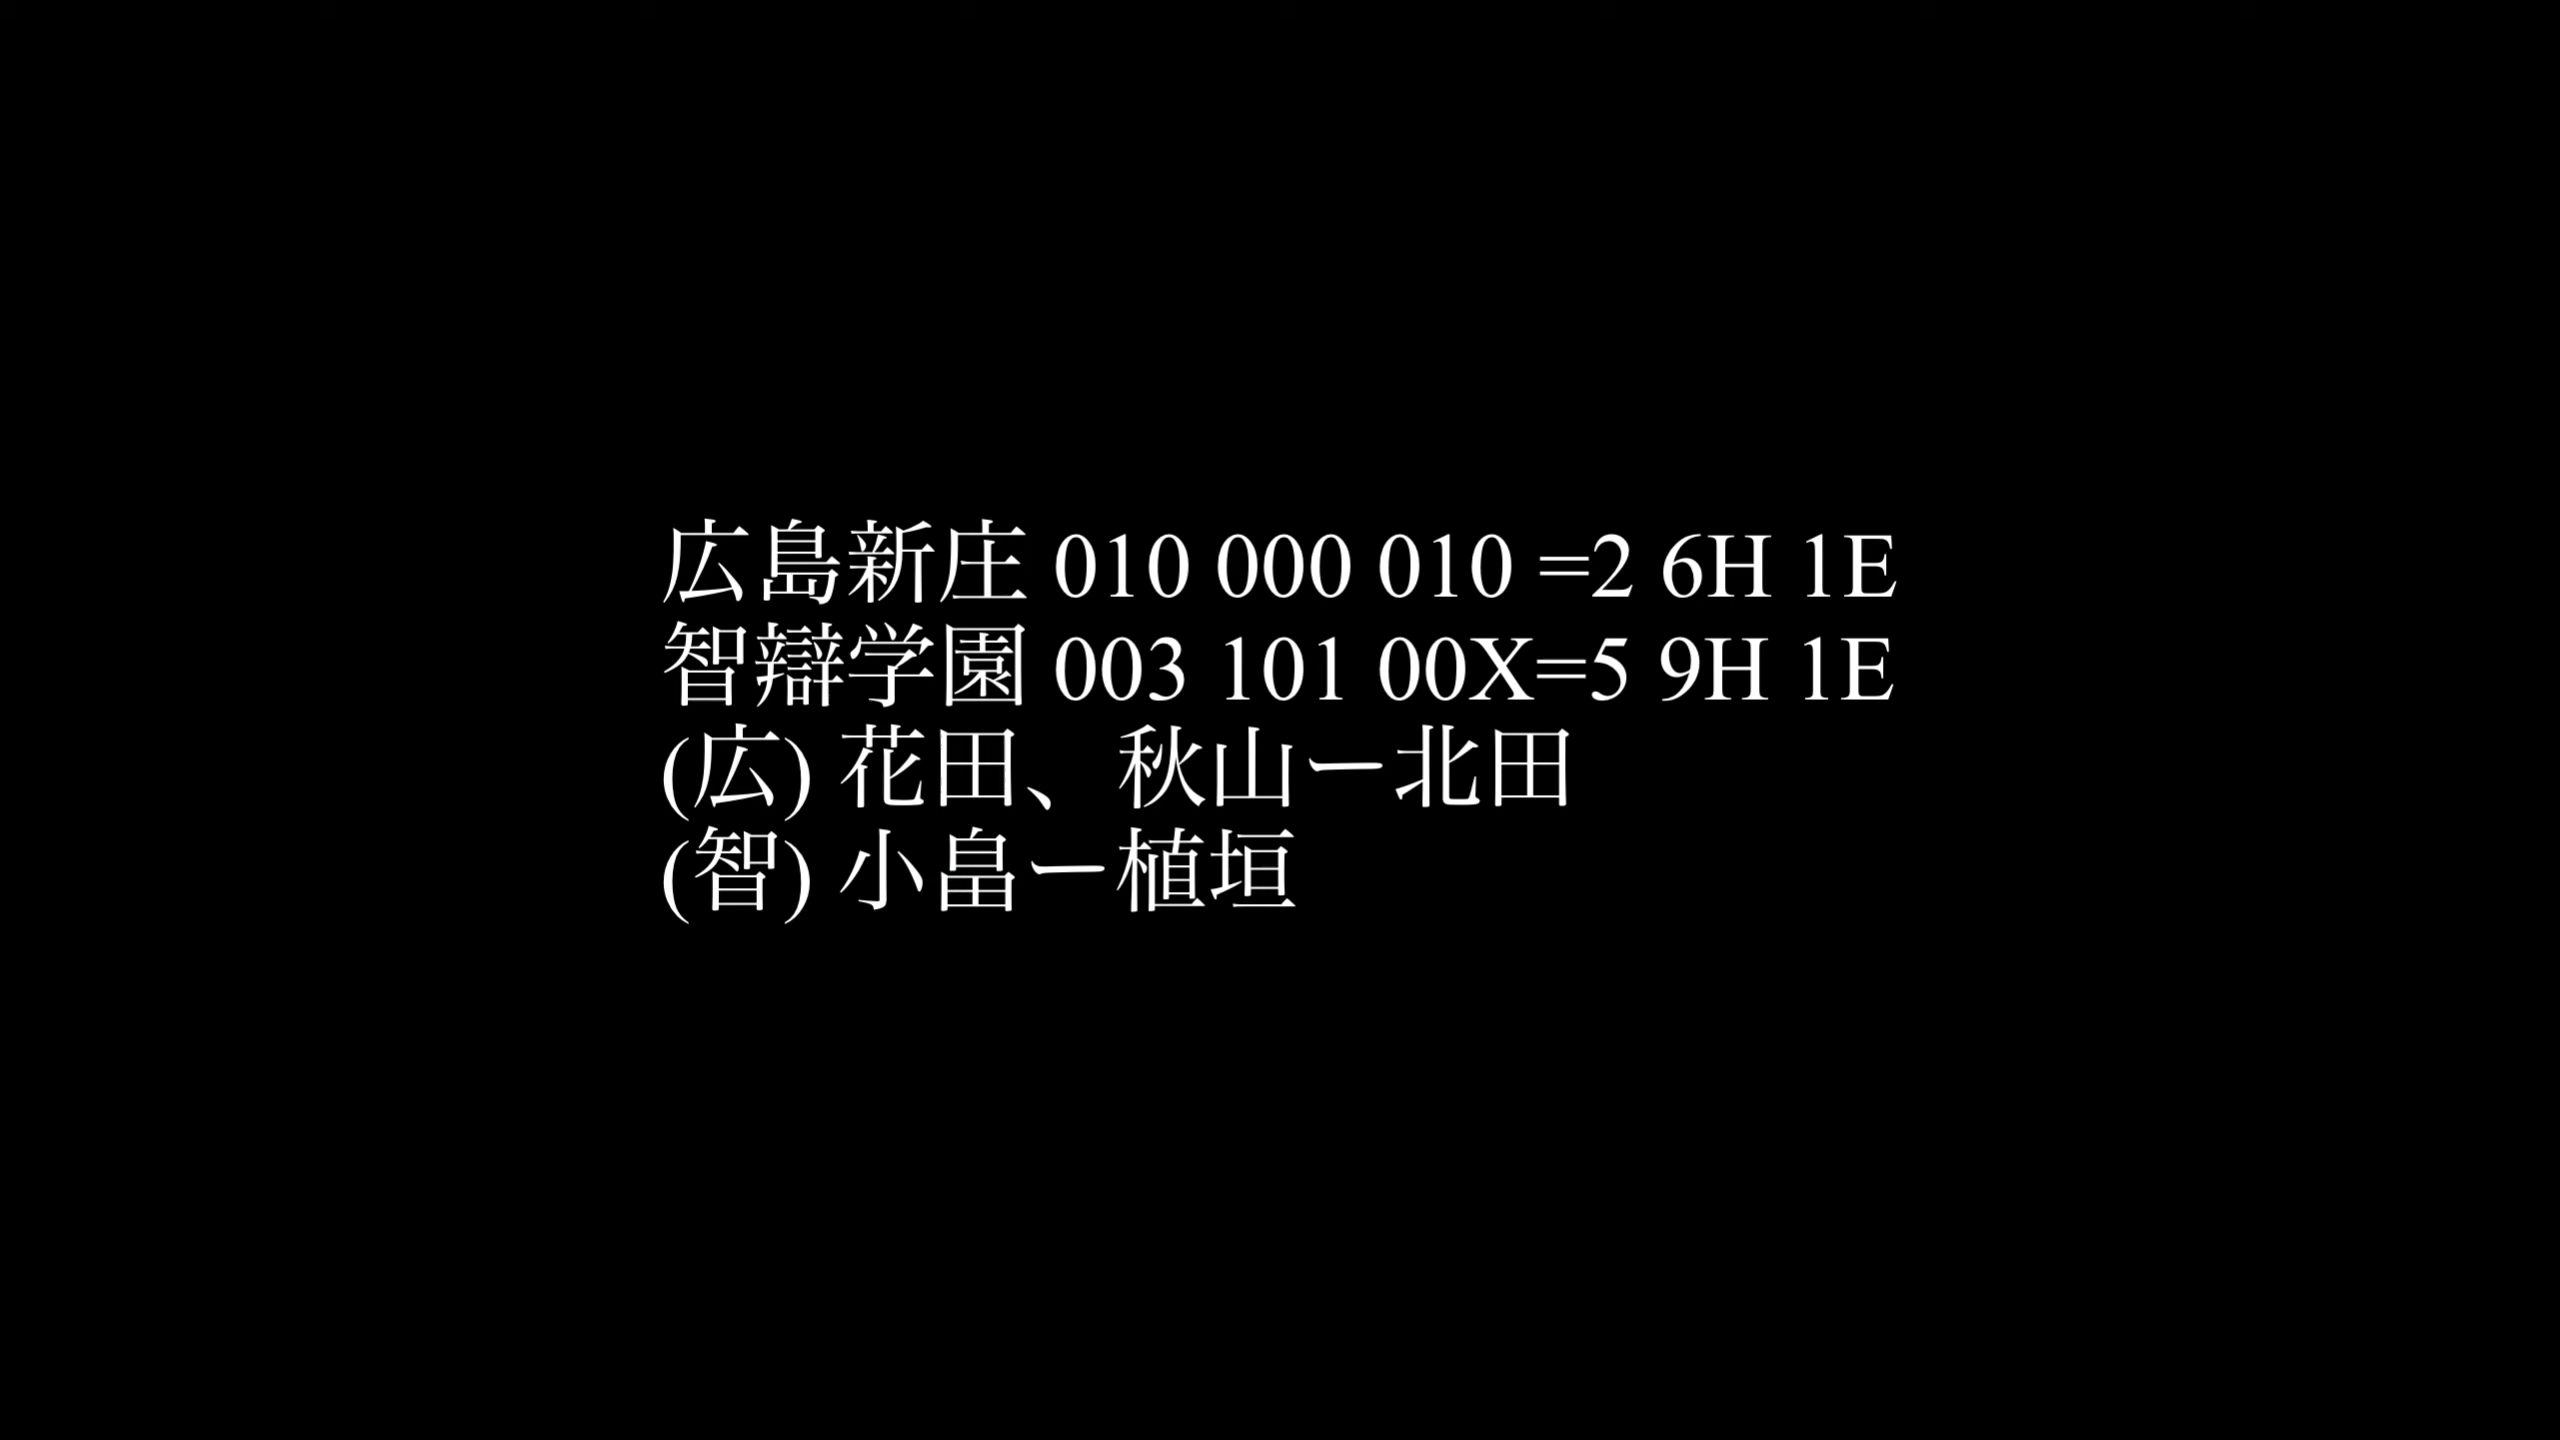 広島新庄 010 000 010 =2 6H 1E
智辯学園 003 101 00X=5 9H 1E
(広) 花田、秋山ー北田
(智) 小畠ー植垣